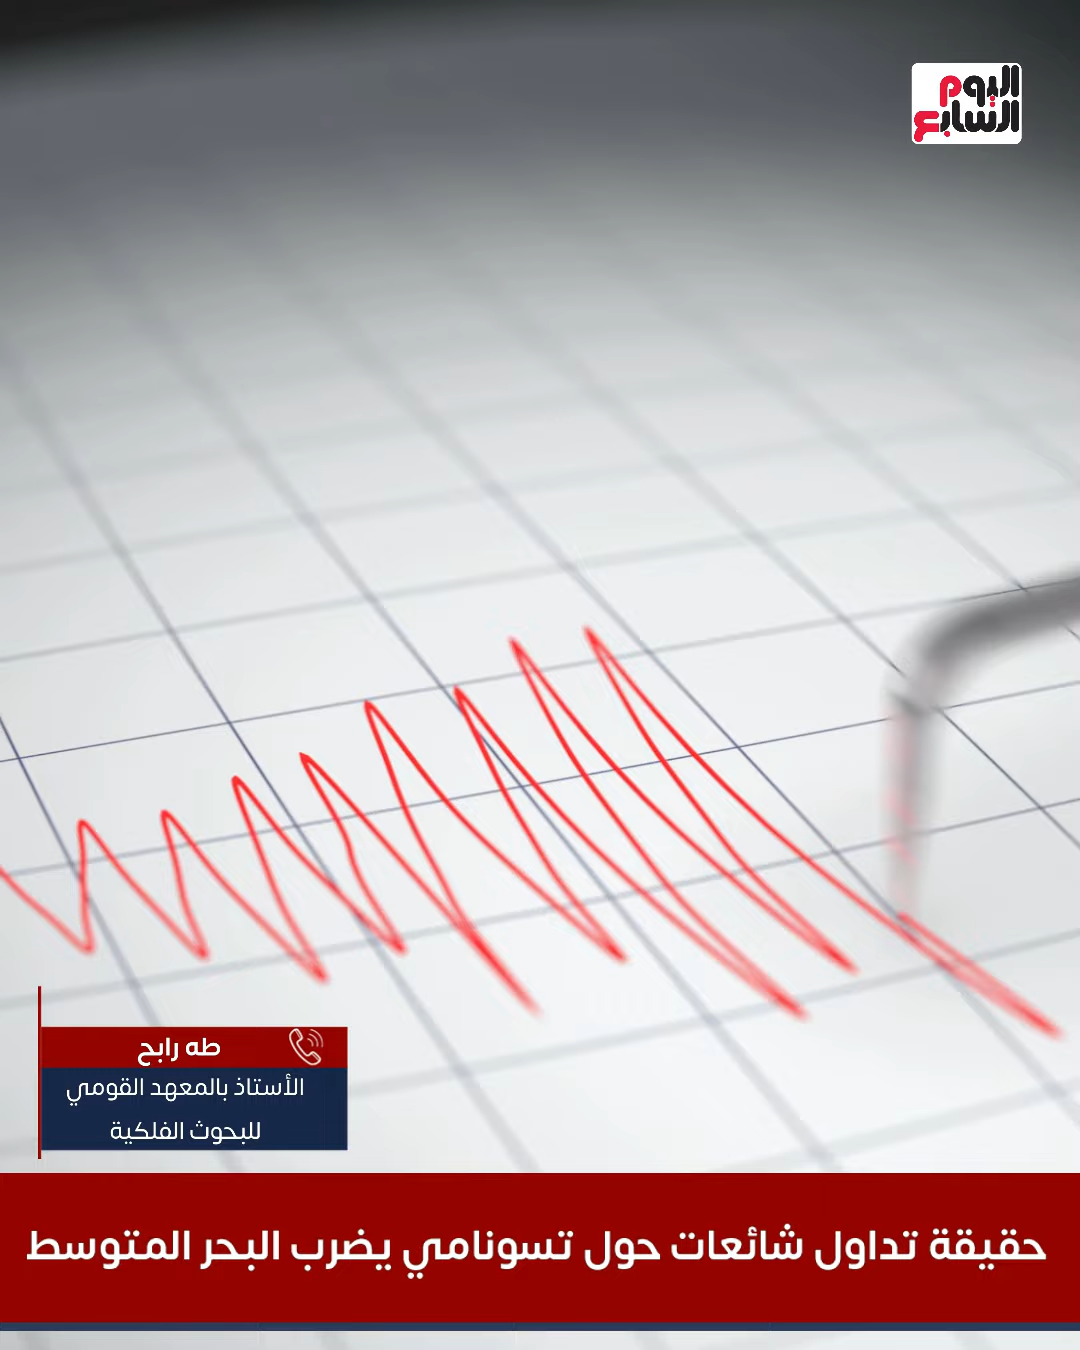 اليوم
السابع
طه رابح
الأستاذ بالمعهد القومي
للبحوث الفلكية
حقيقة تداول شائعات حول تسونامي يضرب البحر المتوسط